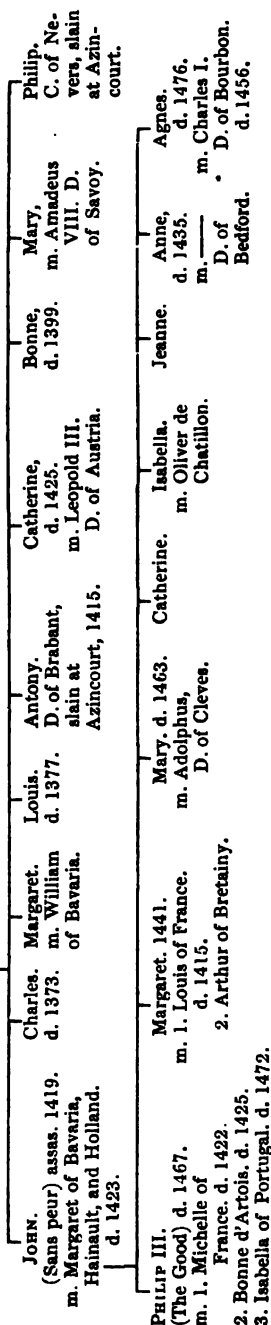 JOHN.
(Sans peur) assas. 1419.
m. Margaret of Bavaria,
Hainault, and Holland.
d. 1423.
Charles.
d. 1373.
Margaret.
m. William
of Bavaria.
Louis.
d. 1377.
Antony.
D. of Brabant,
slain at
Azincourt, 1415.
Catherine,
d. 1425.
m. Leopold III.
D. of Austria.
Bonne,
d. 1399.
Mary,
m. Amadeus
VIII. D.
of Savoy.
Philip.
C. of Ne-
vers, slain
at Azin-
court.
PHILIP III.
(The Good) d. 1467.
m. 1. Michelle of
France. d. 1422.
2. Bonne d'Artois. d. 1425.
3. Isabella of Portugal. d. 1472.
Margaret. 1441.
m. 1. Louis of France.
d. 1415.
2. Arthur of Bretainy.
Mary. d. 1463.
m. Adolphus,
D. of Cleves.
Catherine.
Isabella.
m. Oliver de
Chatillon.
Jeanne.
Anne,
d. 1435.
m. ——
D. of
Bedford.
Agnes.
d. 1476.
m. Charles I.
D. of Bourbon.
d. 1456.